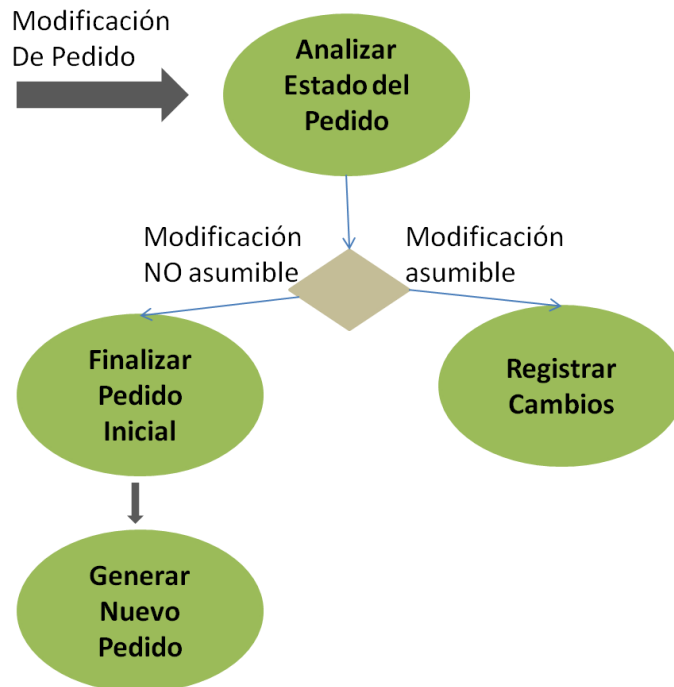 Modificación
De Pedido
Analizar
Estado del
Pedido
Modificación
NO asumible
Modificación
asumible
Finalizar
Pedido
Inicial
Registrar
Cambios
Generar
Nuevo
Pedido